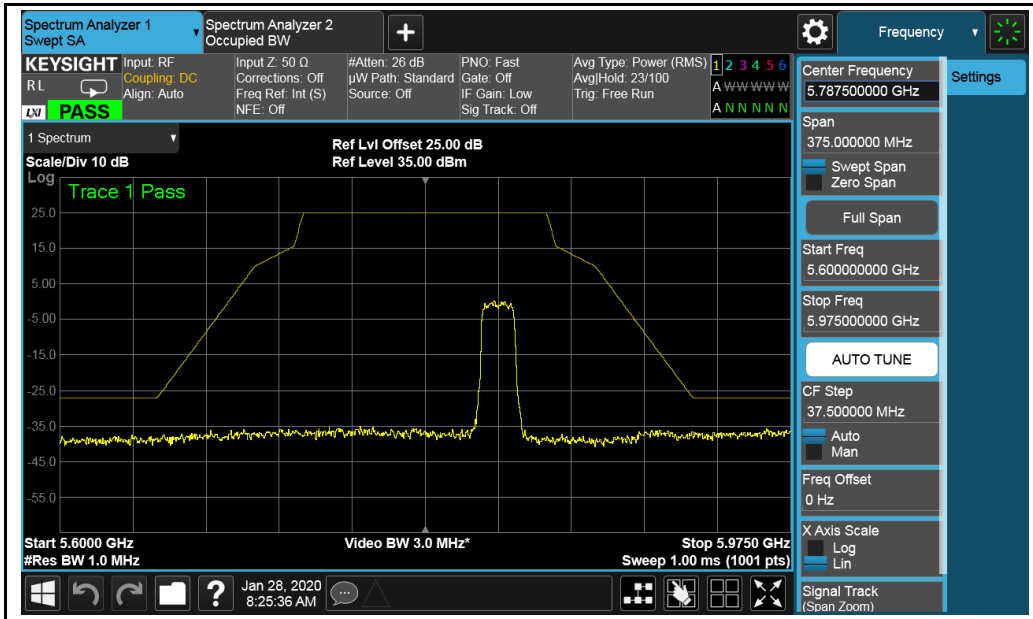 Spectrum Analyzer 1
Swept SA
Spectrum Analyzer 2
Occupied BW
Frequency
KEYSIGHT
R L
LXI
PASS
Input: RF
Coupling: DC
Align: Auto
Input Z: 50 Ω
Corrections: Off
Freq Ref: Int (S)
NFE: Off
#Atten: 26 dB
µW Path: Standard
Source: Off
PNO: Fast
Gate: Off
IF Gain: Low
Sig Track: Off
Avg Type: Power (RMS)
Avg|Hold: 23/100
Trig: Free Run
1 2 3 4 5 6
A W W W W W
A N N N N N
1 Spectrum
Scale/Div 10 dB
Ref Lvl Offset 25.00 dB
Ref Level 35.00 dBm
Log
Trace 1 Pass
25.0
15.0
5.00
-5.00
-15.0
-25.0
-35.0
-45.0
-55.0
Start 5.6000 GHz
#Res BW 1.0 MHz
Video BW 3.0 MHz*
Stop 5.9750 GHz
Sweep 1.00 ms (1001 pts)
?
Jan 28, 2020
8:25:36 AM
Center Frequency
5.787500000 GHz
Settings
Span
375.000000 MHz
Swept Span
Zero Span
Full Span
Start Freq
5.600000000 GHz
Stop Freq
5.975000000 GHz
AUTO TUNE
CF Step
37.500000 MHz
Auto
Man
Freq Offset
0 Hz
X Axis Scale
Log
Lin
Signal Track
(Span Zoom)